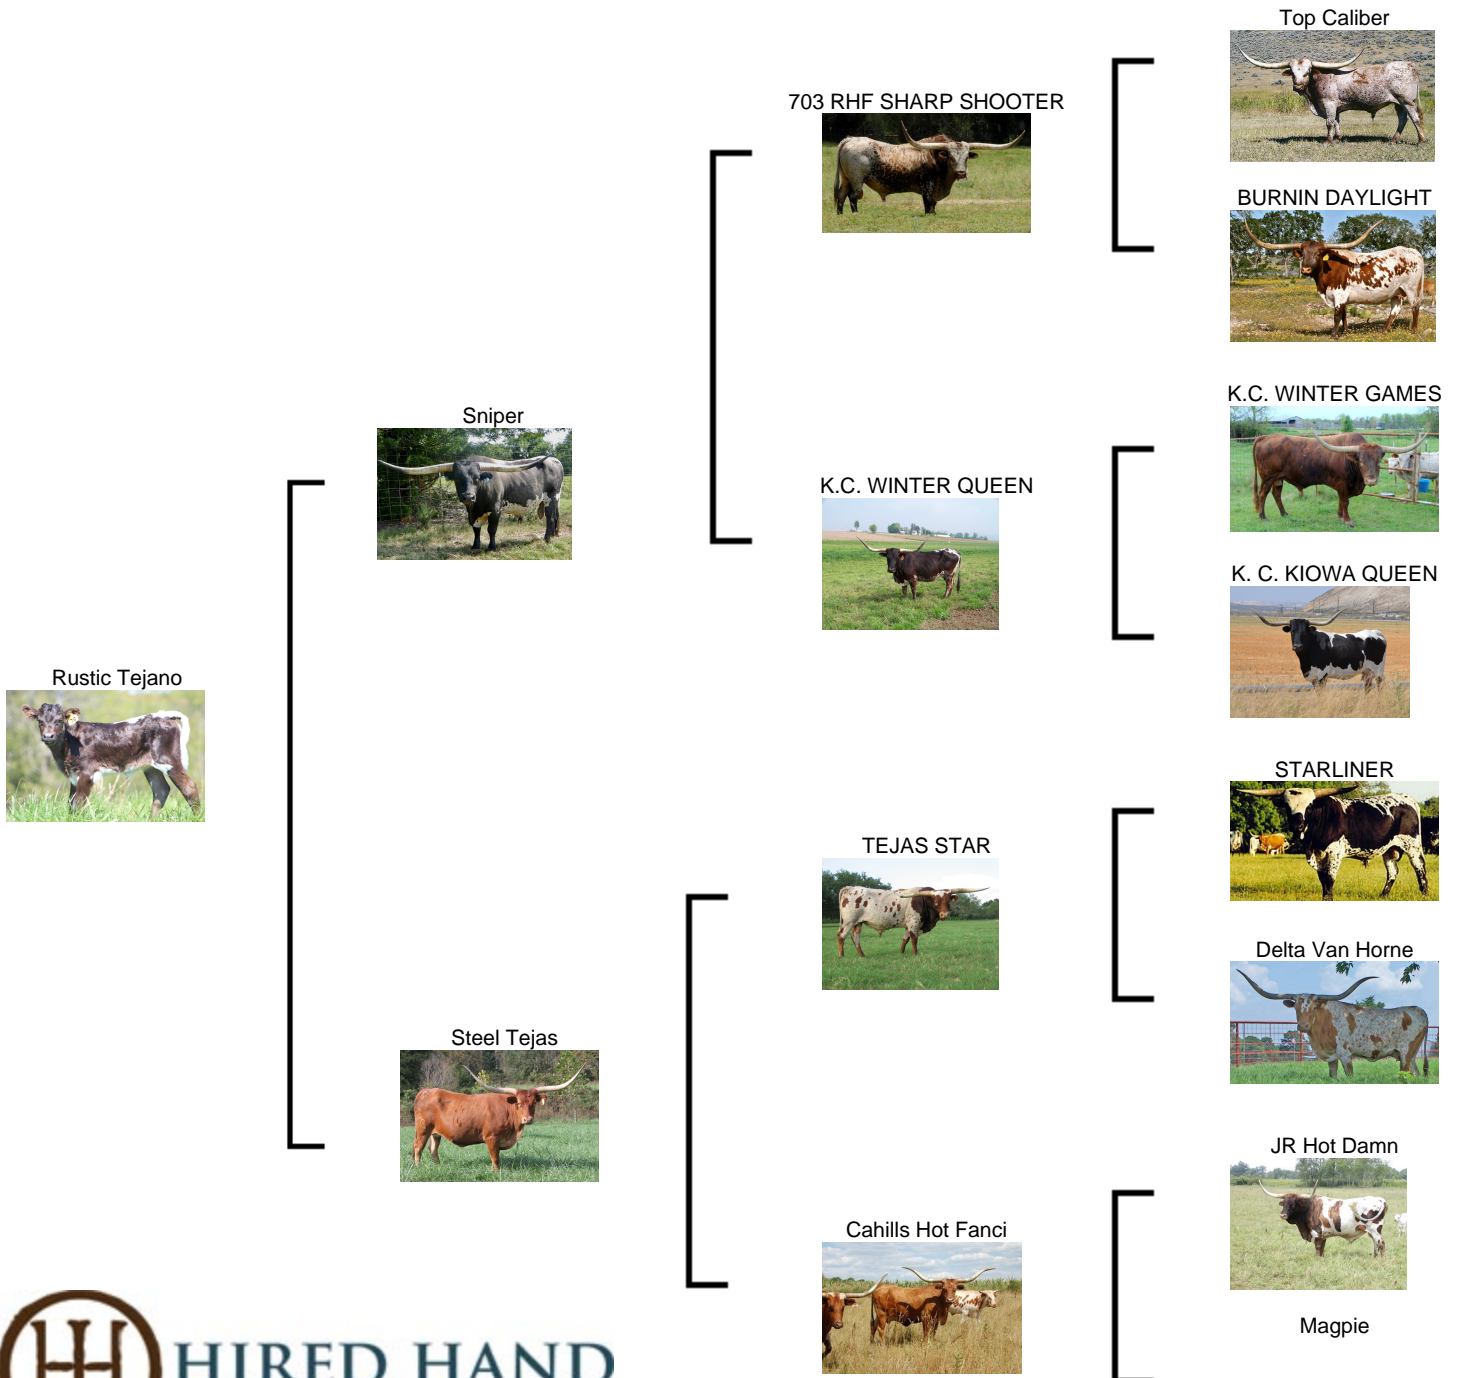 Top Caliber
703 RHF SHARP SHOOTER
BURNIN DAYLIGHT
K.C. WINTER GAMES
Sniper
K.C. WINTER QUEEN
K. C. KIOWA QUEEN
Rustic Tejano
STARLINER
TEJAS STAR
Delta Van Horne
Steel Tejas
JR Hot Damn
Cahills Hot Fanci
Magpie
HIRED HAND